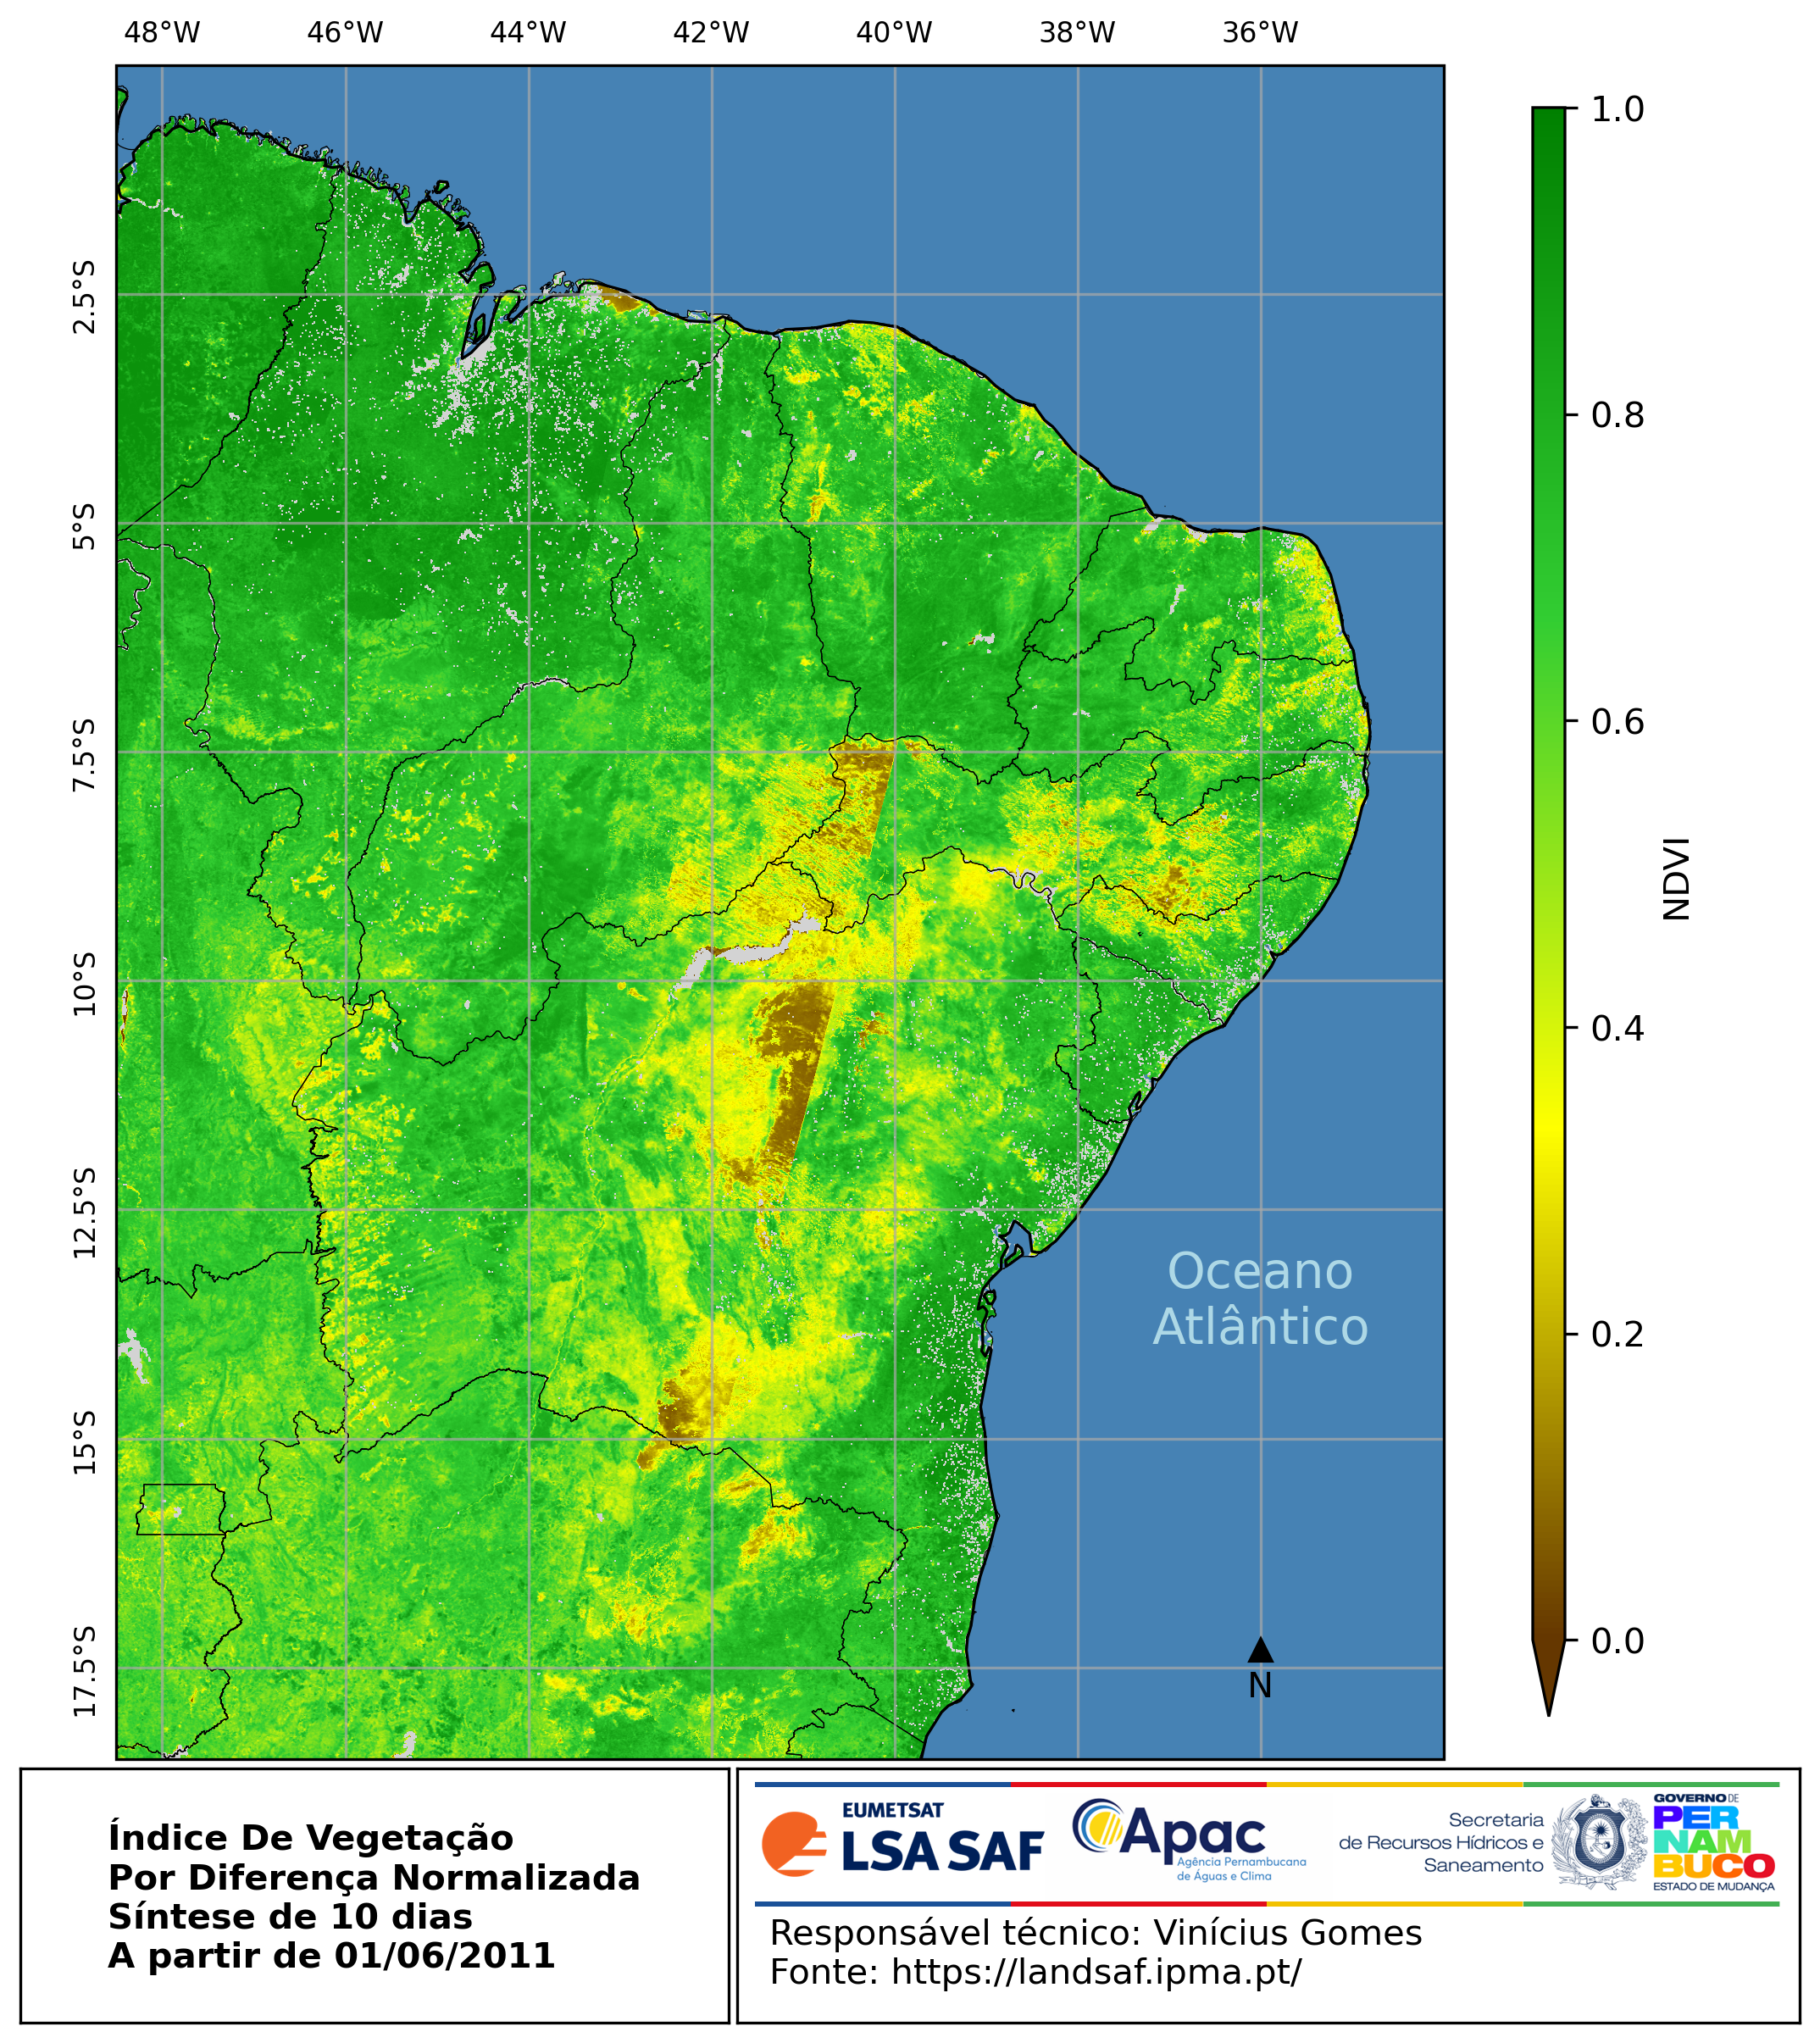 48°W 46°W 44°W 42°W 40°W 38°W 36°W
2.5°S
5°S
7.5°S
10°S
12.5°S
15°S
17.5°S
Oceano
Atlântico
N
1.0
0.8
0.6
0.4
0.2
0.0
NDVI
Índice De Vegetação
Por Diferença Normalizada
Síntese de 10 dias
A partir de 01/06/2011
EUMETSAT
LSA SAF
Apac
Agência Pernambucana
de Águas e Clima
Secretaria
de Recursos Hídricos e
Saneamento
GOVERNO DE
PER
NAM
BUCO
ESTADO DE MUDANÇA
Responsável técnico: Vinícius Gomes
Fonte: https://landsaf.ipma.pt/